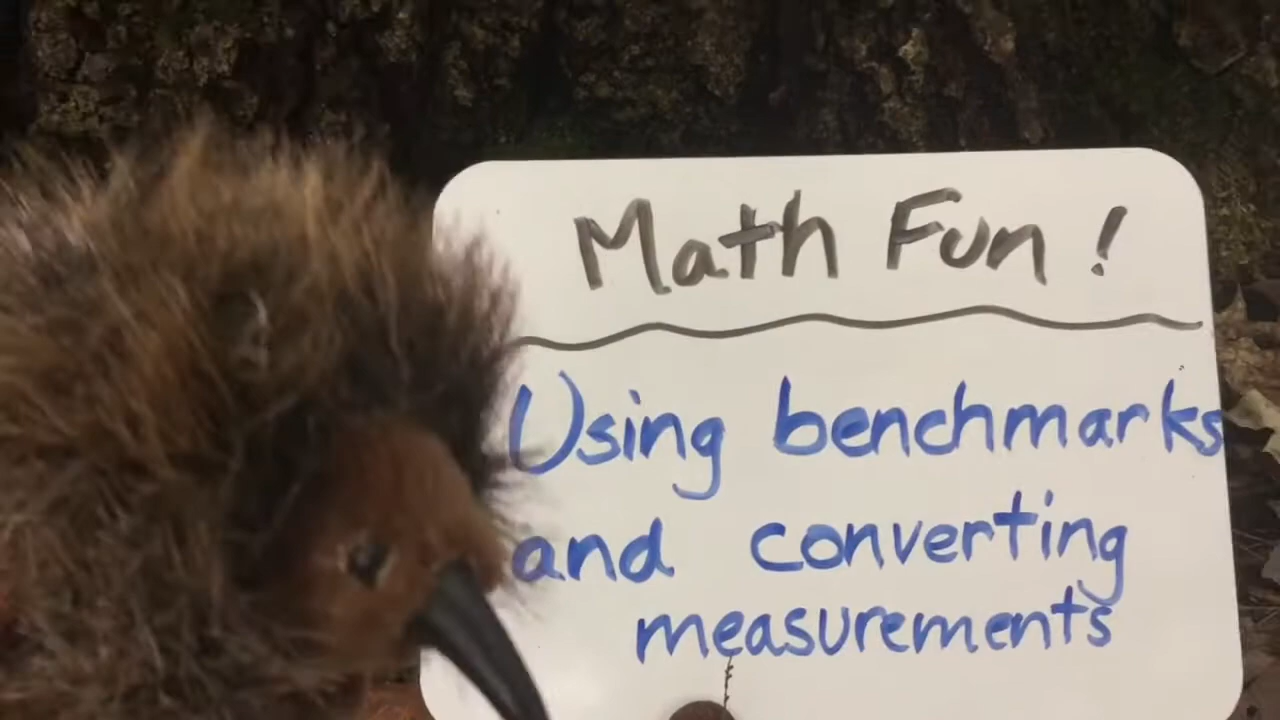 Math Fun!
Using benchmarks
and converting
measurements